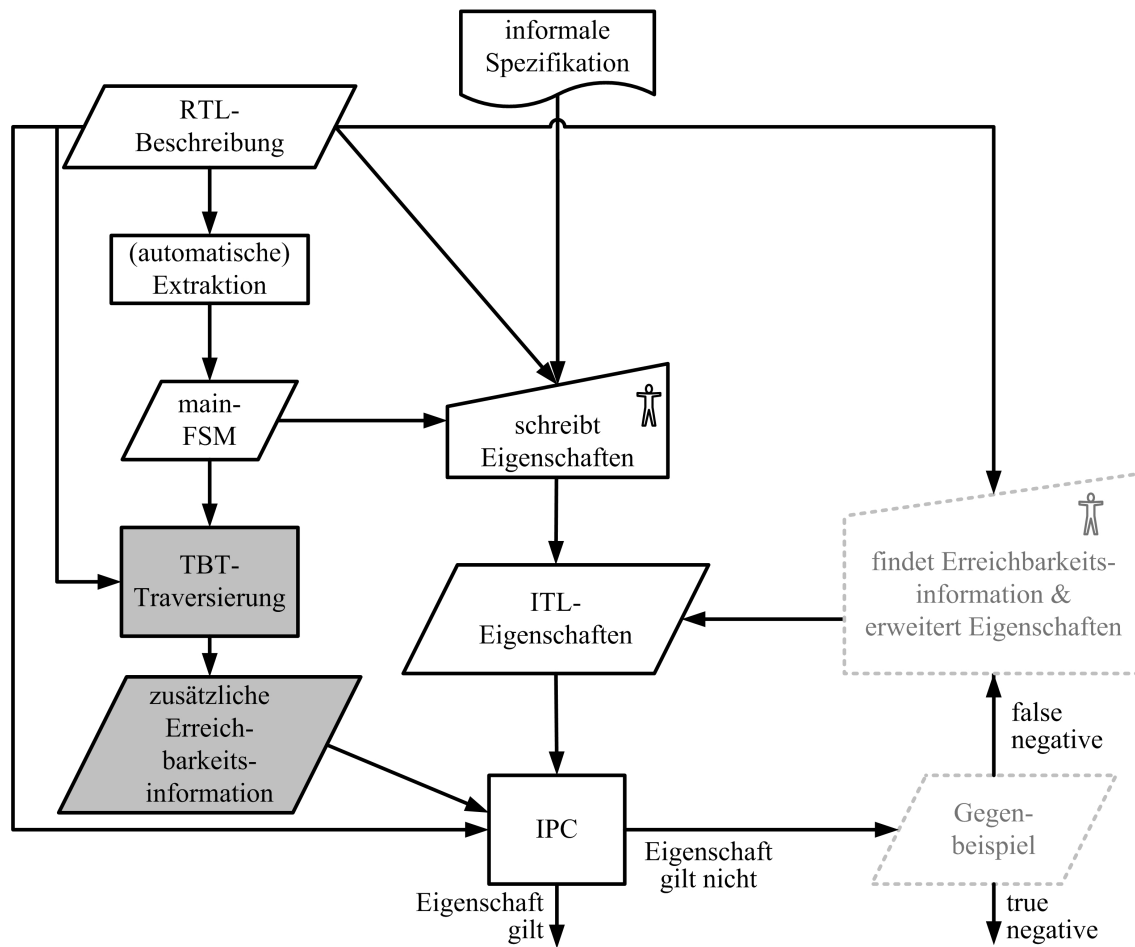 informale
Spezifikation
RTL-
Beschreibung
(automatische)
Extraktion
main-
FSM
schreibt
Eigenschaften
TBT-
Traversierung
ITL-
Eigenschaften
findet Erreichbarkeits-
information &
erweitert Eigenschaften
zusätzliche
Erreich-
barkeits-
information
false
negative
IPC
Gegen-
beispiel
Eigenschaft
gilt nicht
Eigenschaft
gilt
true
negative